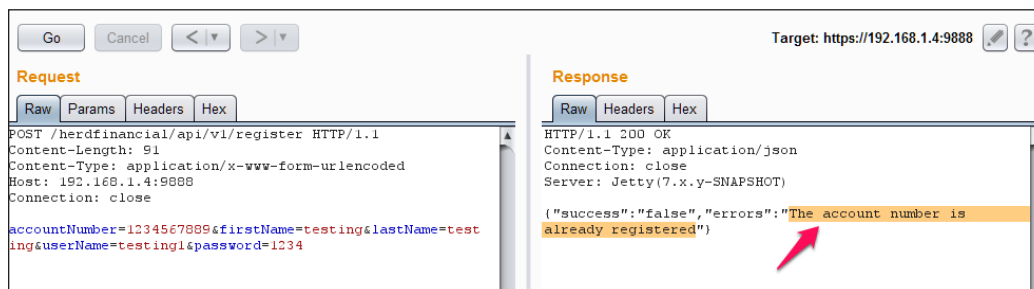 Go Cancel < > Target: https://192.168.1.4:9888 ?
Request
Raw Params Headers Hex
POST /herdfinancial/api/v1/register HTTP/1.1
Content-Length: 91
Content-Type: application/x-www-form-urlencoded
Host: 192.168.1.4:9888
Connection: close
accountNumber=1234567889&firstName=testing&lastName=test
ing&userName=testing1&password=1234
Response
Raw Headers Hex
HTTP/1.1 200 OK
Content-Type: application/json
Connection: close
Server: Jetty(7.x.y-SNAPSHOT)
{"success":"false","errors":"The account number is
already registered"}